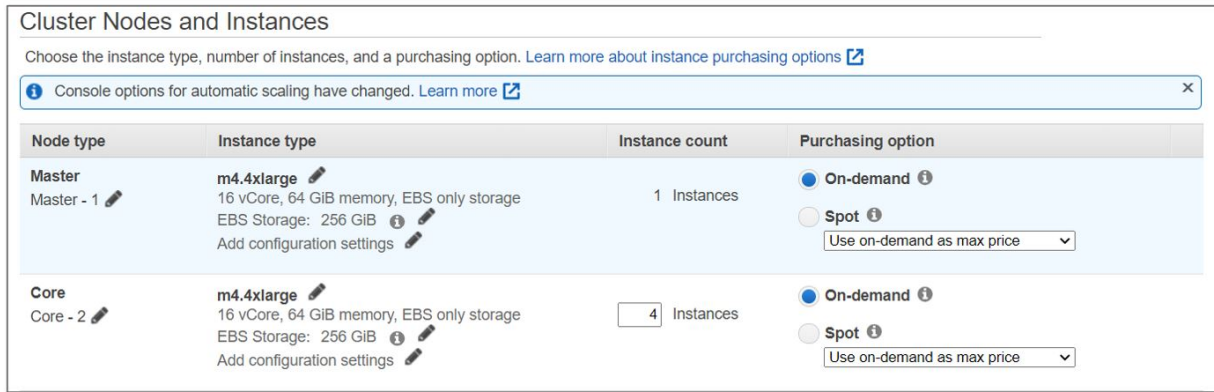 Cluster Nodes and Instances
Choose the instance type, number of instances, and a purchasing option. Learn more about instance purchasing options
Console options for automatic scaling have changed. Learn more
Node type Instance type Instance count Purchasing option
Master
Master - 1
m4.4xlarge
16 vCore, 64 GiB memory, EBS only storage
EBS Storage: 256 GiB
Add configuration settings
1 Instances
On-demand
Spot
Use on-demand as max price
Core
Core - 2
m4.4xlarge
16 vCore, 64 GiB memory, EBS only storage
EBS Storage: 256 GiB
Add configuration settings
4 Instances
On-demand
Spot
Use on-demand as max price